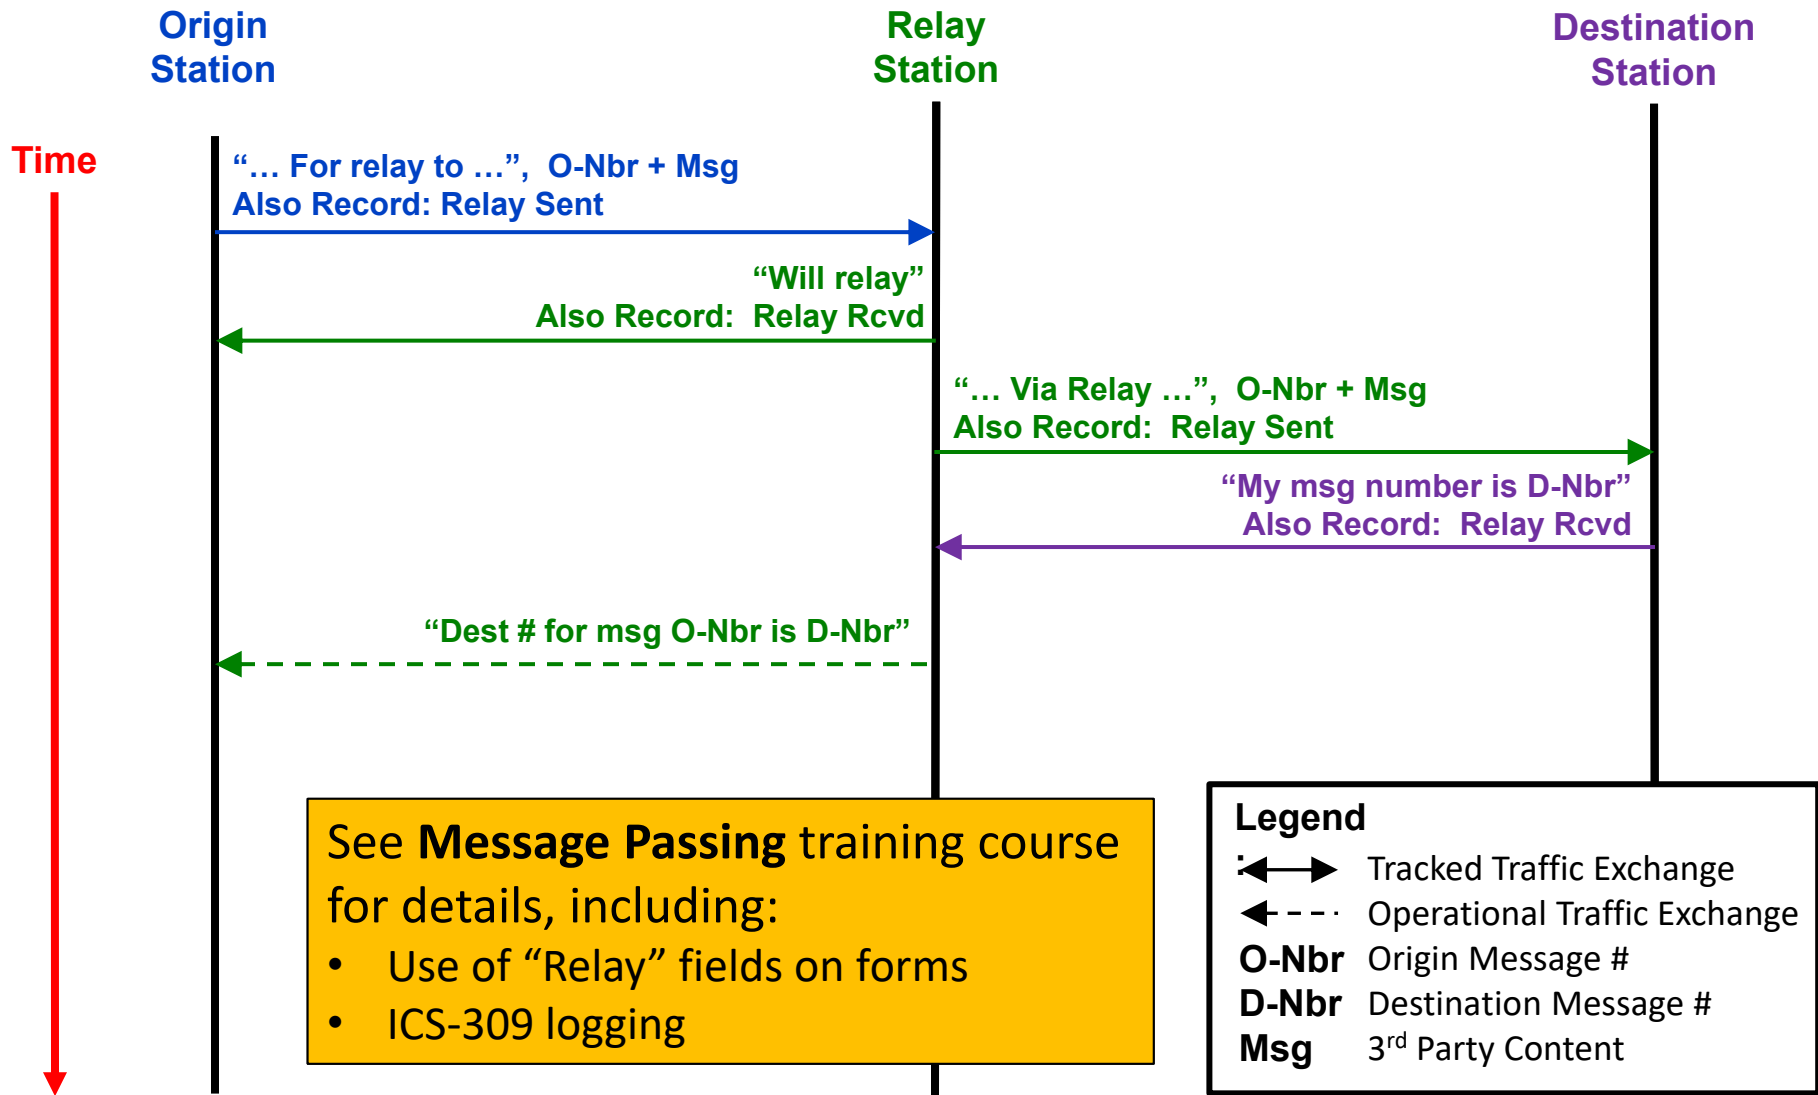 Origin
Station
Relay
Station
Destination
Station
Time
“… For relay to …”, O-Nbr + Msg
Also Record: Relay Sent
“Will relay”
Also Record: Relay Rcvd
“… Via Relay …”, O-Nbr + Msg
Also Record: Relay Sent
“My msg number is D-Nbr”
Also Record: Relay Rcvd
“Dest # for msg O-Nbr is D-Nbr”
See Message Passing training course
for details, including:
• Use of “Relay” fields on forms
• ICS-309 logging
Legend
:
Tracked Traffic Exchange
Operational Traffic Exchange
O-Nbr Origin Message #
D-Nbr Destination Message #
Msg 3rd Party Content